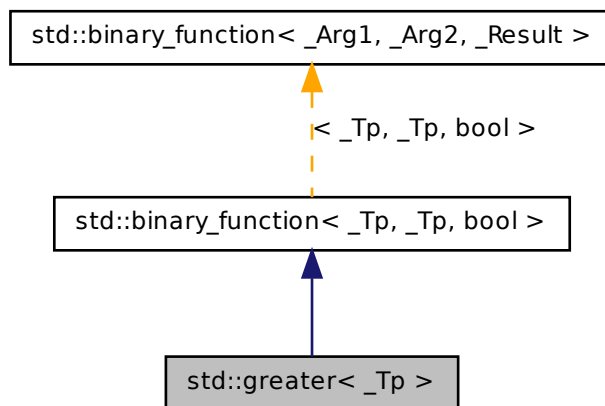 std::binary_function< _Arg1, _Arg2, _Result >
< _Tp, _Tp, bool >
std::binary_function< _Tp, _Tp, bool >
std::greater< _Tp >